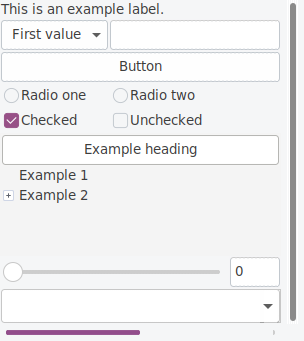 This is an example label.
First value
Button
Radio one Radio two
Checked Unchecked
Example heading
Example 1
Example 2
0